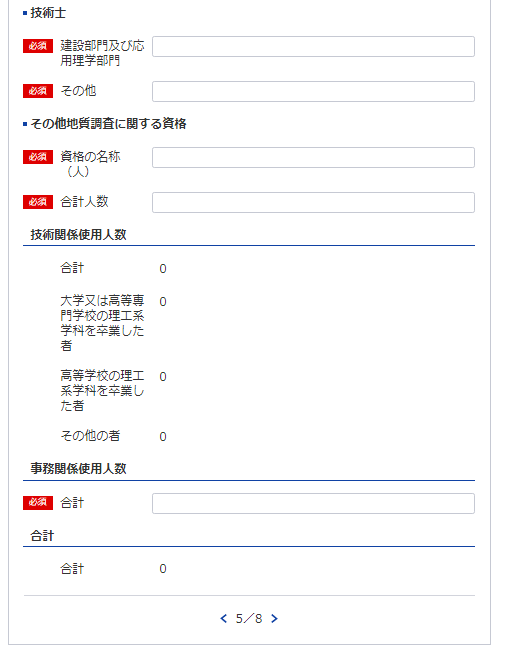 技術士
必須 建設部門及び応
用理学部門
必須 その他
その他地質調査に関する資格
必須 資格の名称
（人）
必須 合計人数
技術関係使用人数
合計 0
大学又は高等専 0
門学校の理工系
学科を卒業した
者
高等学校の理工 0
系学科を卒業し
た者
その他の者 0
事務関係使用人数
必須 合計
合計
合計 0
< 5／8 >